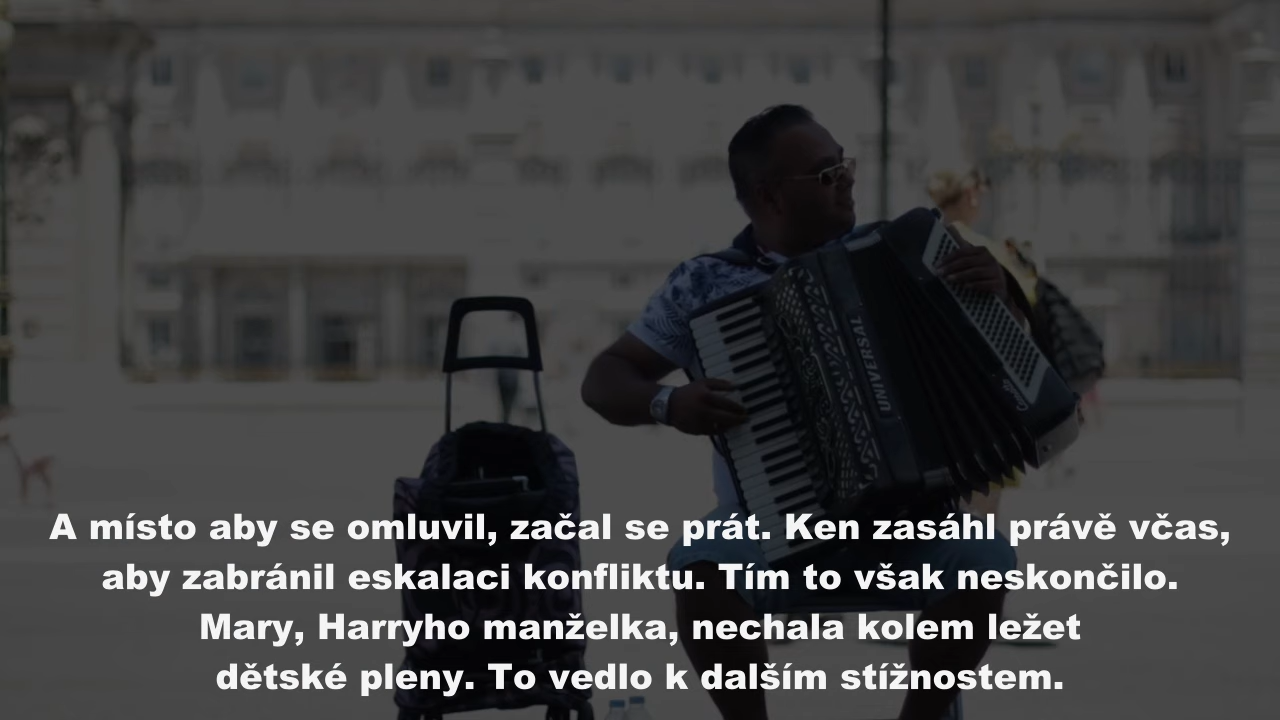 UNIVERSAL
A místo aby se omluvil, začal se prát. Ken zasáhl právě včas,
aby zabránil eskalaci konfliktu. Tím to však neskončilo.
Mary, Harryho manželka, nechala kolem ležet
dětské pleny. To vedlo k dalším stížnostem.